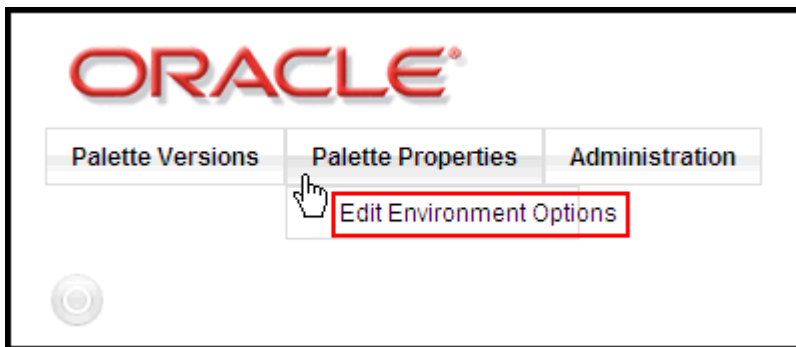 ORACLE®
Palette Versions Palette Properties Administration
Edit Environment Options